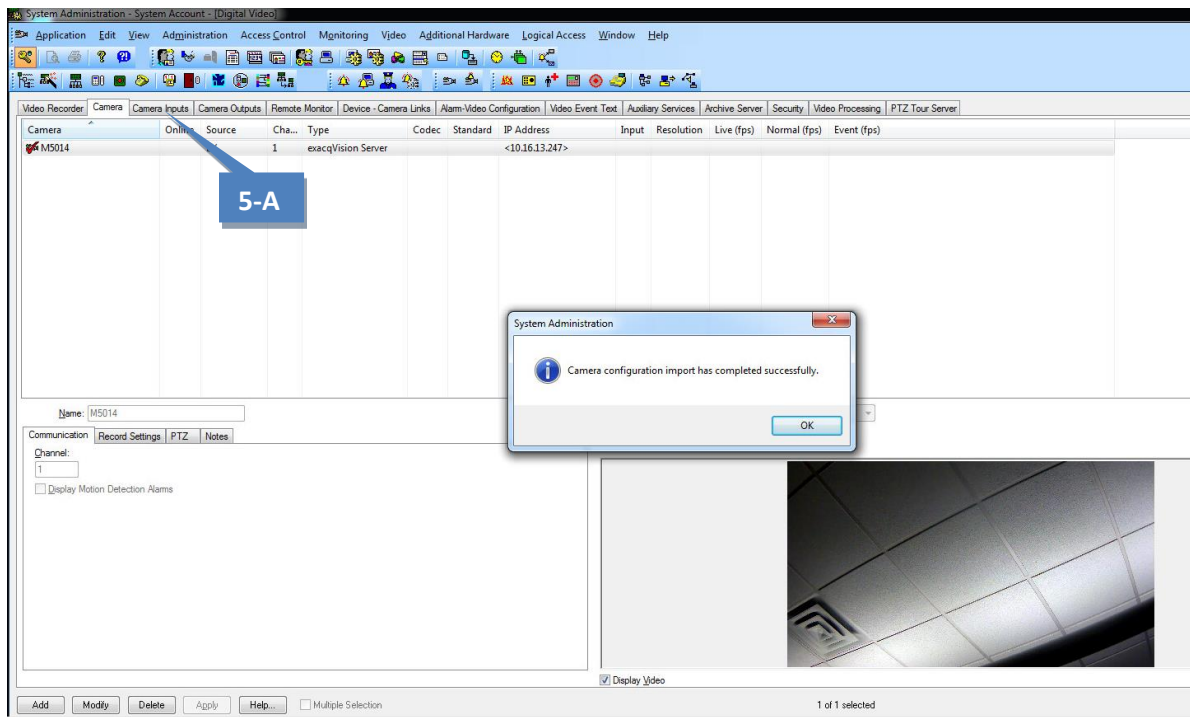 System Administration - System Account - [Digital Video]
Application Edit View Administration Access Control Monitoring Video Additional Hardware Logical Access Window Help
Video Recorder Camera Camera Inputs Camera Outputs Remote Monitor Device - Camera Links Alarm-Video Configuration Video Event Text Auxiliary Services Archive Server Security Video Processing PTZ Tour Server
Camera Online Source Cha... Type Codec Standard IP Address Input Resolution Live (fps) Normal (fps) Event (fps)
M5014 1 exacqVision Server <10.16.13.247>
5-A
System Administration
Camera configuration import has completed successfully.
OK
Name: M5014
Communication Record Settings PTZ Notes
Channel:
1
Display Motion Detection Alarms
Display Video
Add Modify Delete Apply Help... Multiple Selection 1 of 1 selected